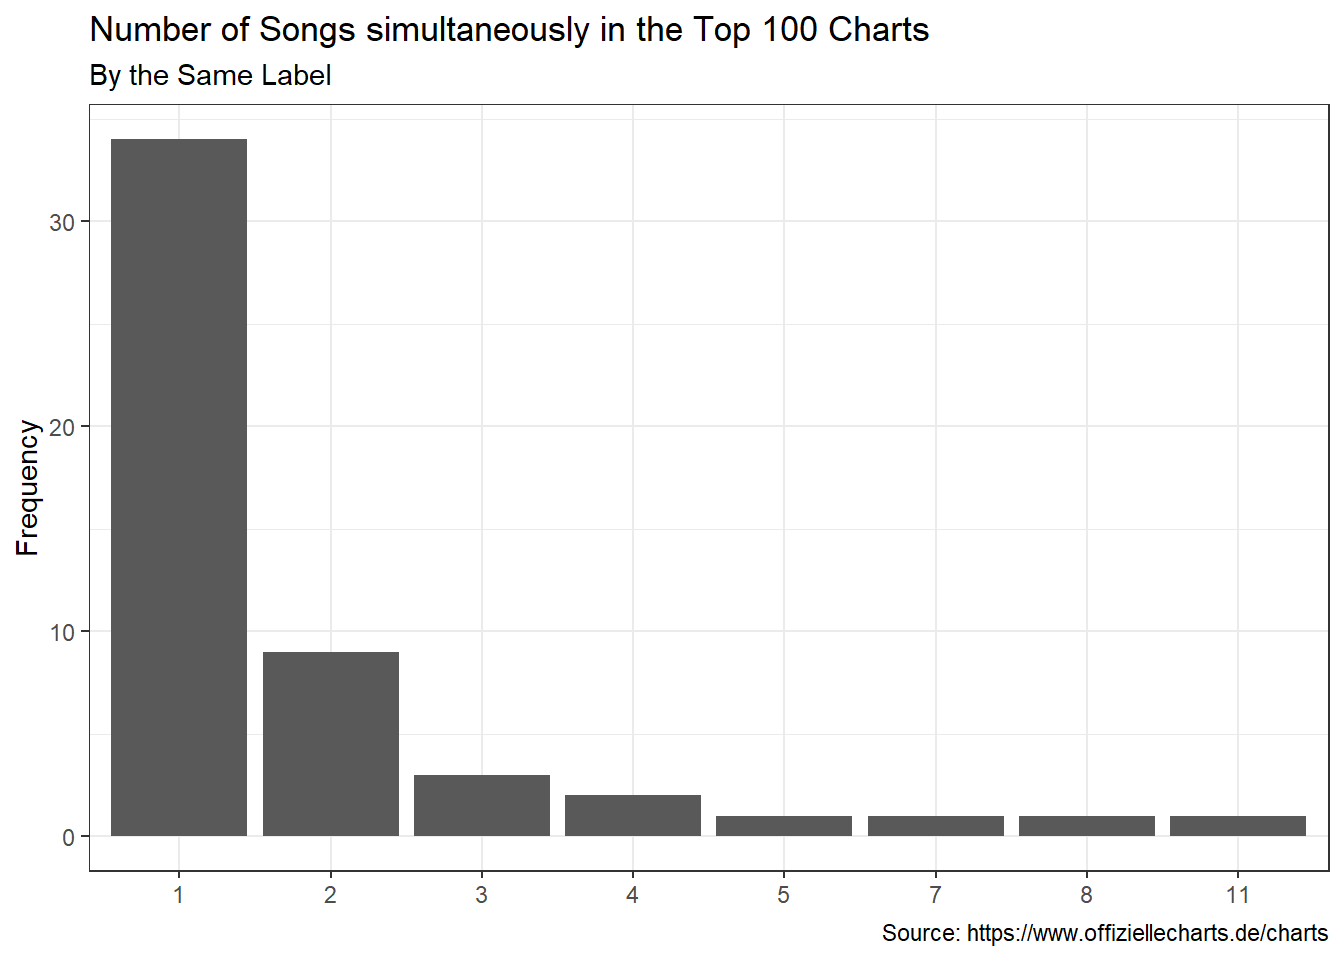 Number of Songs simultaneously in the Top 100 Charts
By the Same Label
Frequency
30
20
10
0
1 2 3 4 5 7 8 11
Source: https://www.offiziellecharts.de/charts